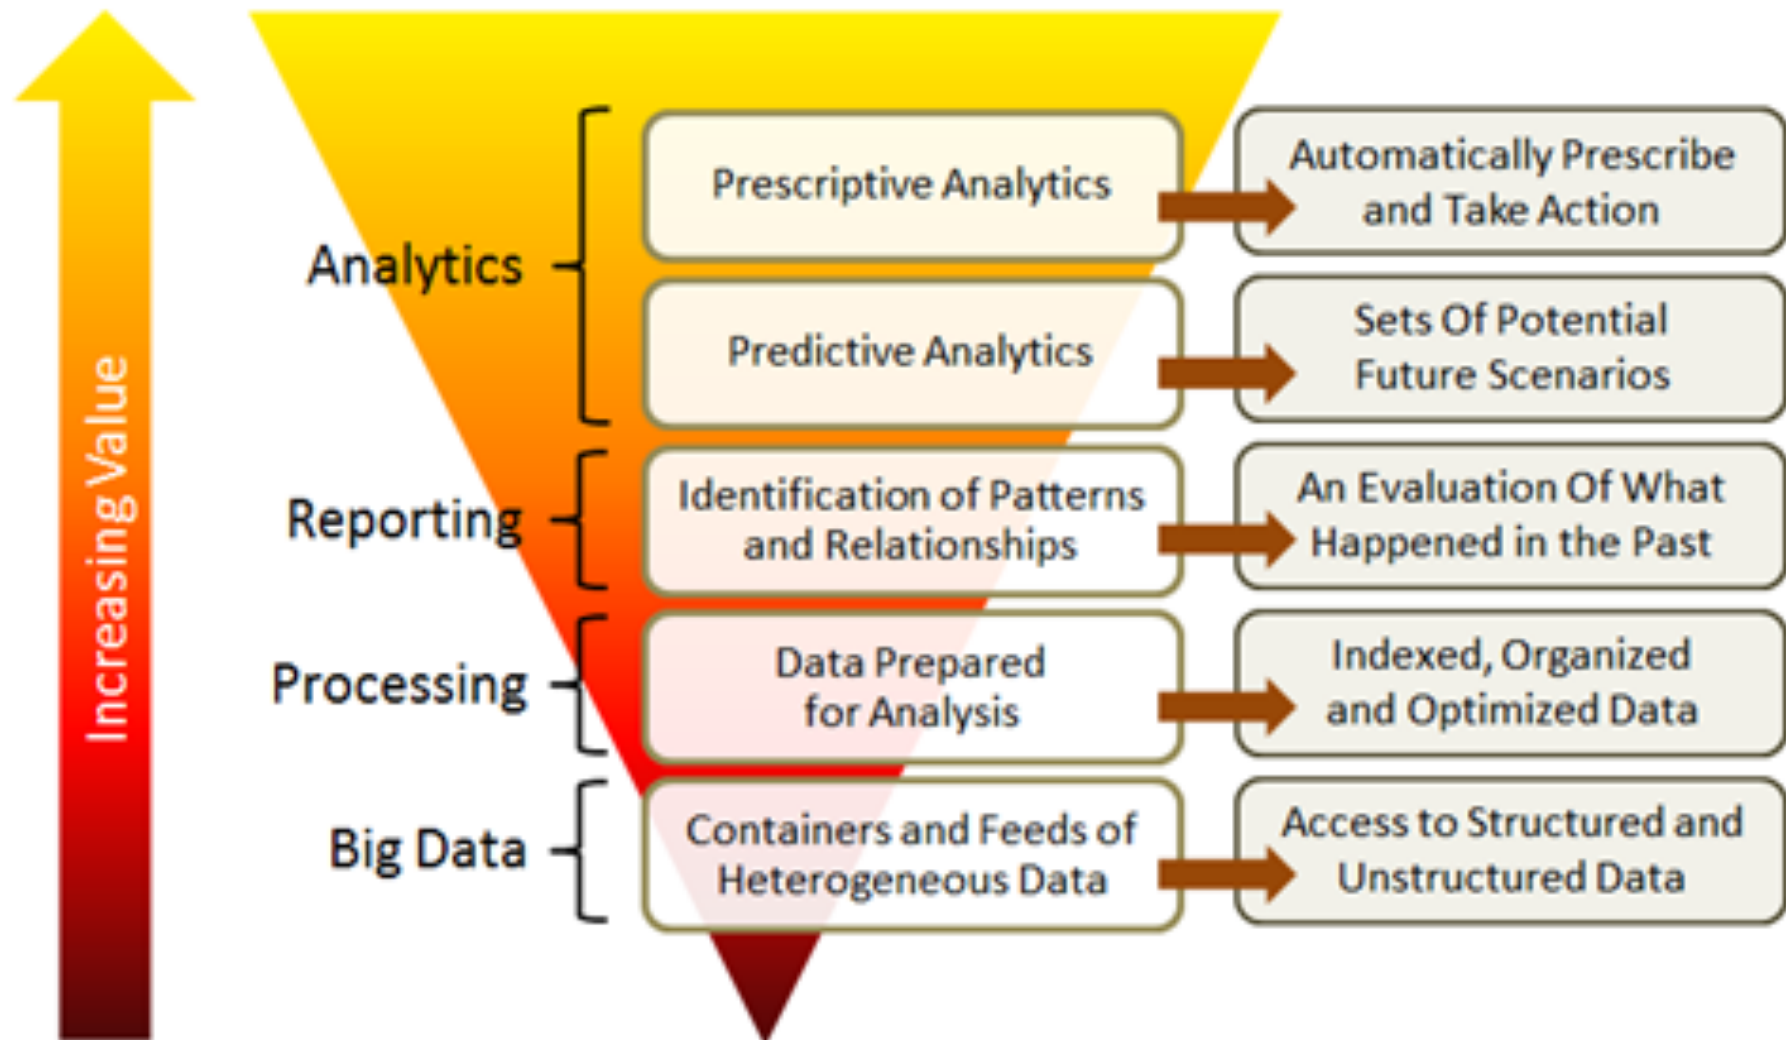 Increasing Value
Analytics
Prescriptive Analytics
Automatically Prescribe
and Take Action
Predictive Analytics
Sets Of Potential
Future Scenarios
Reporting
Identification of Patterns
and Relationships
An Evaluation Of What
Happened in the Past
Processing
Data Prepared
for Analysis
Indexed, Organized
and Optimized Data
Big Data
Containers and Feeds of
Heterogeneous Data
Access to Structured and
Unstructured Data